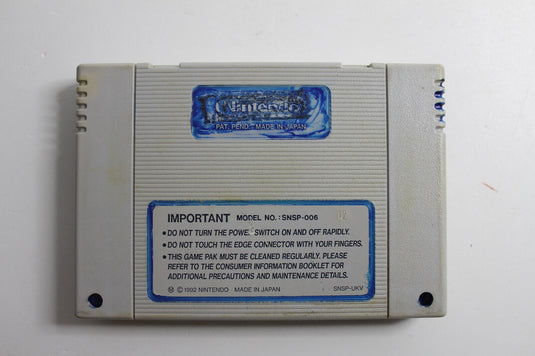 Nintendo
PAT. PEND. MADE IN JAPAN
IMPORTANT MODEL NO.: SNSP-006
• DO NOT TURN THE POWE SWITCH ON AND OFF RAPIDLY.
• DO NOT TOUCH THE EDGE CONNECTOR WITH YOUR FINGERS.
• THIS GAME PAK MUST BE CLEANED REGULARLY. PLEASE
REFER TO THE CONSUMER INFORMATION BOOKLET FOR
ADDITIONAL PRECAUTIONS AND MAINTENANCE DETAILS.
Ⓜ ©1992 NINTENDO MADE IN JAPAN SNSP-UKV